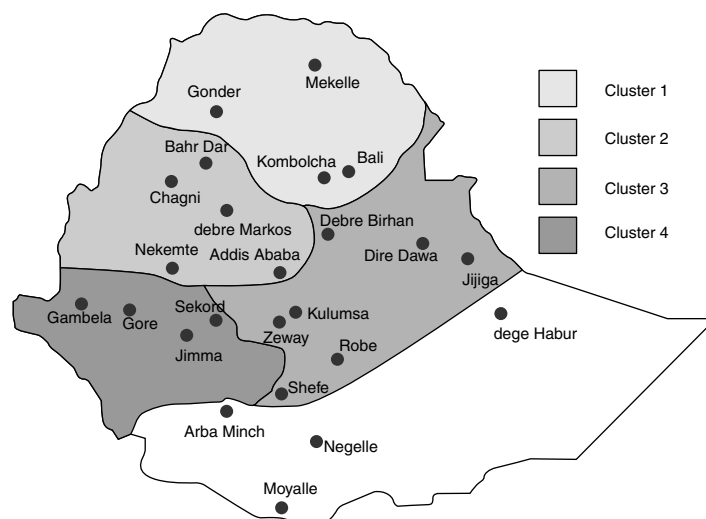 Mekelle
Cluster 1
Gonder
Cluster 2
Bahr Dar
Kombolcha
Bali
Cluster 3
Chagni
debre Markos
Debre Birhan
Cluster 4
Nekemte
Addis Ababa
Dire Dawa
Jijiga
Sekord
Kulumsa
Gambela
Gore
Zeway
dege Habur
Jimma
Robe
Shefe
Arba Minch
Negelle
Moyalle